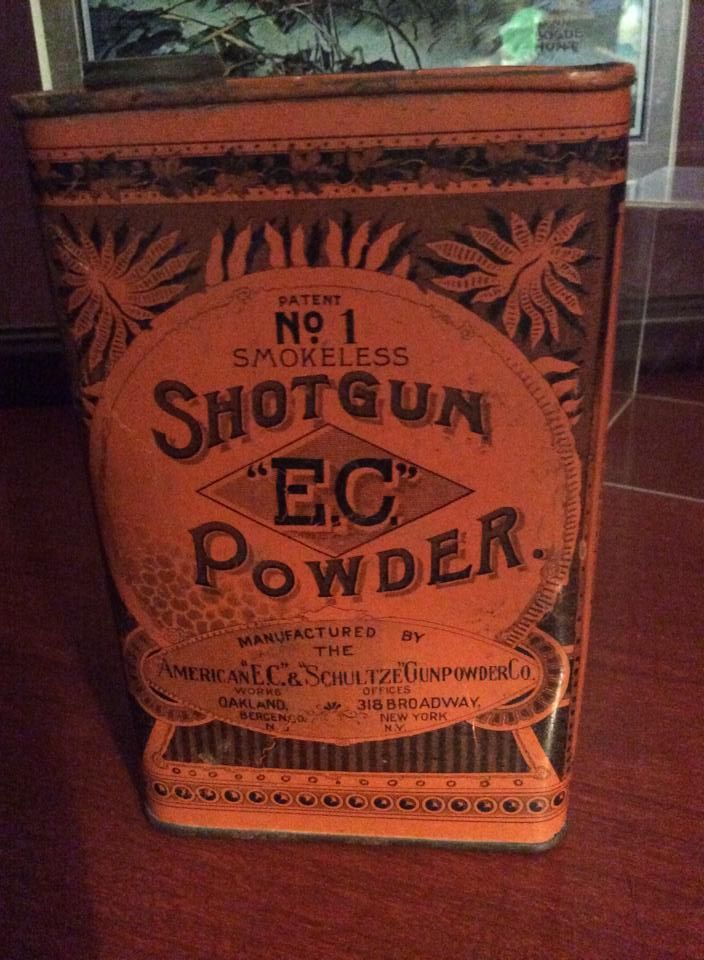 PATENT
No 1
SMOKELESS
SHOTGUN
"E.C."
POWDER.
MANUFACTURED BY
THE
AMERICAN "E.C." & "SCHULTZE" GUNPOWDER CO.
WORKS OFFICES
OAKLAND, 318 BROADWAY,
BERGEN, CO. NEW YORK
N.J. N.Y.